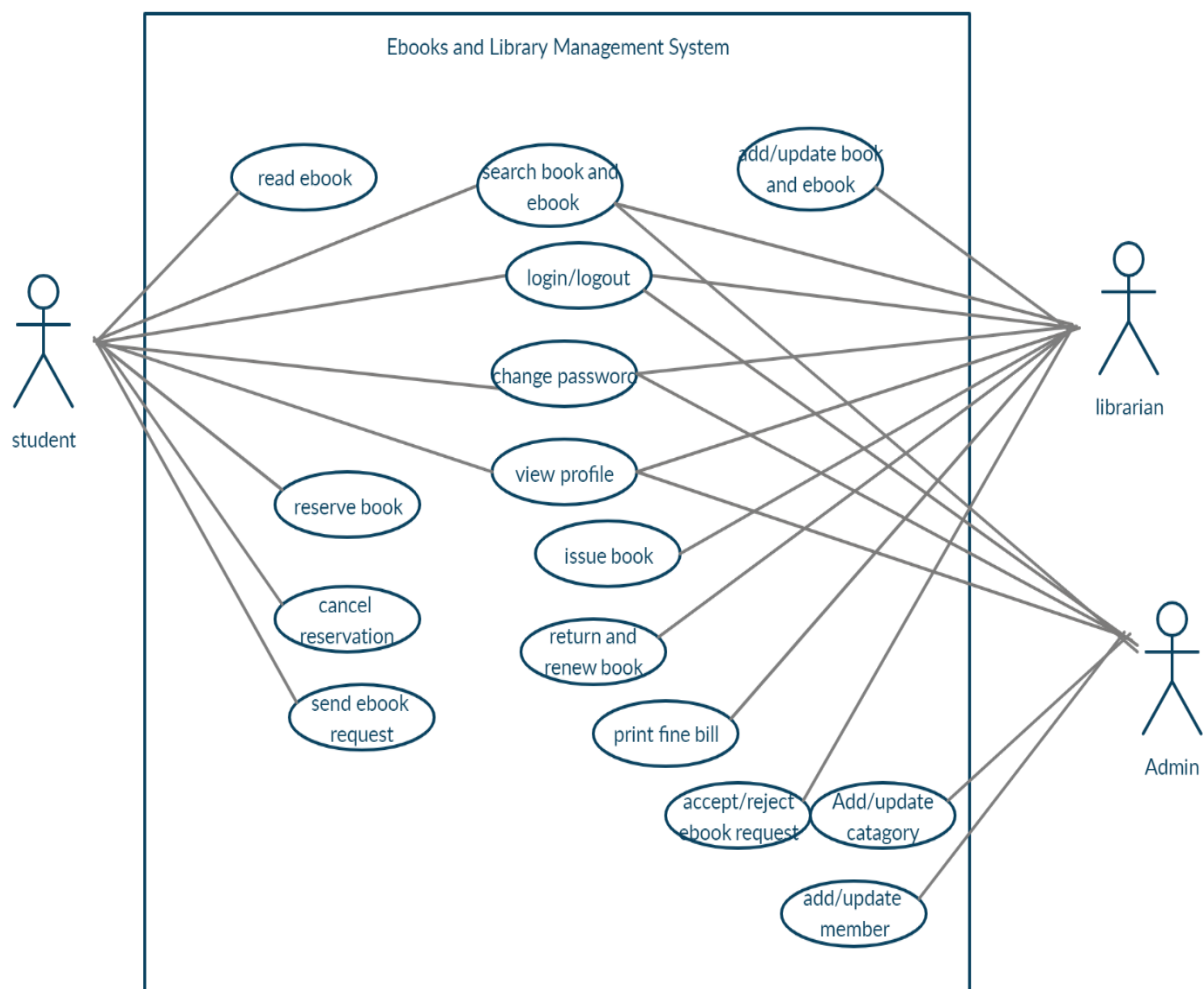 Ebooks and Library Management System
read ebook
search book and
ebook
add/update book
and ebook
login/logout
change password
view profile
student
librarian
reserve book
issue book
cancel
reservation
return and
renew book
send ebook
request
print fine bill
Admin
accept/reject
ebook request
Add/update
catagory
add/update
member